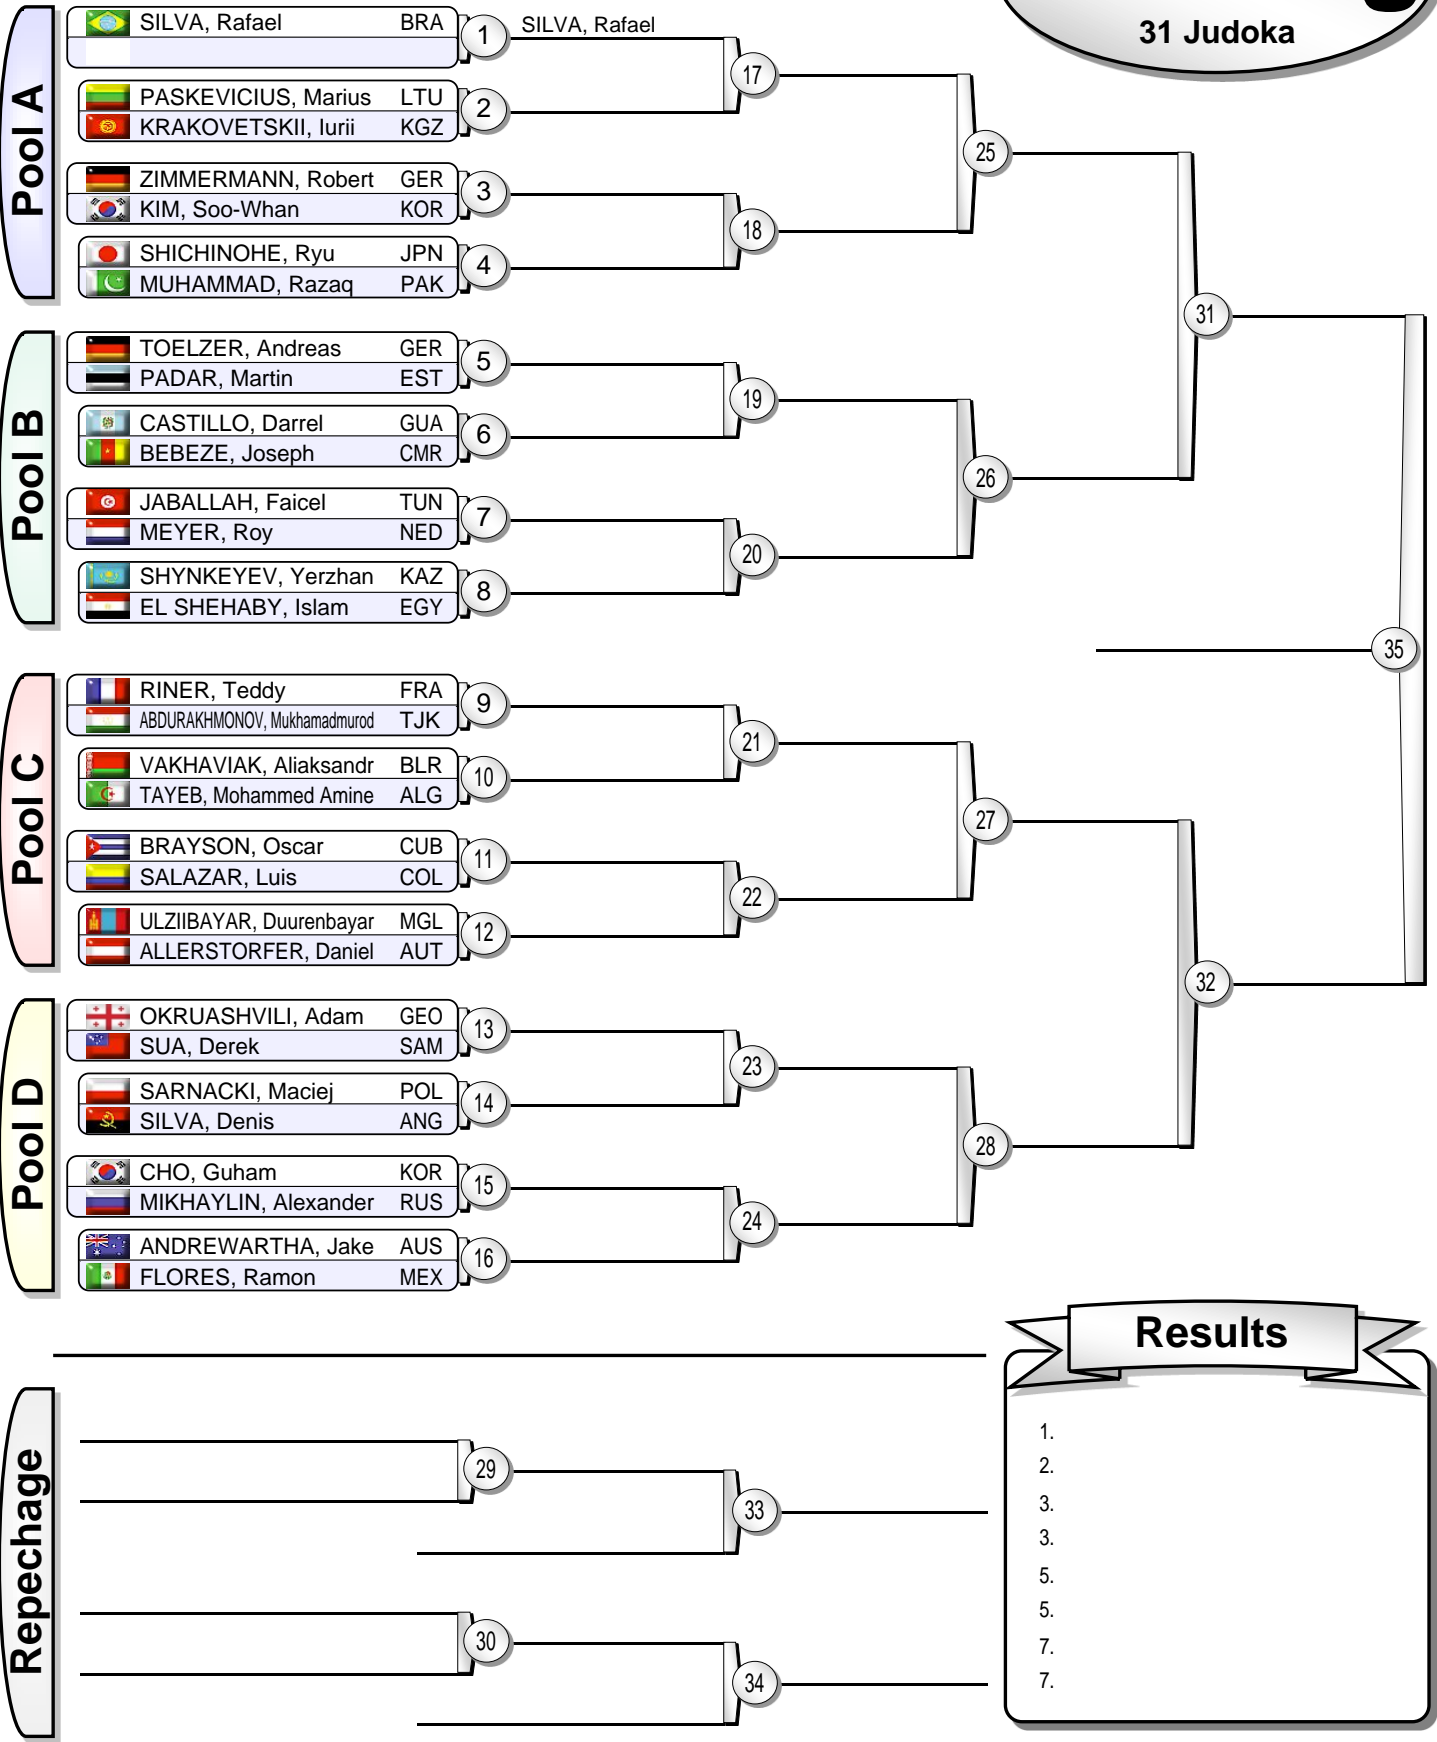 31 Judoka
Pool A
SILVA, Rafael BRA
1
SILVA, Rafael
PASKEVICIUS, Marius LTU
2
KRAKOVETSKII, Iurii KGZ
17
ZIMMERMANN, Robert GER
3
KIM, Soo-Whan KOR
SHICHINOHE, Ryu JPN
4
MUHAMMAD, Razaq PAK
18
25
Pool B
TOELZER, Andreas GER
5
PADAR, Martin EST
CASTILLO, Darrel GUA
6
BEBEZE, Joseph CMR
19
JABALLAH, Faicel TUN
7
MEYER, Roy NED
SHYNKEYEV, Yerzhan KAZ
8
EL SHEHABY, Islam EGY
20
26
31
35
Pool C
RINER, Teddy FRA
9
ABDURAKHMONOV, Mukhamadmurod TJK
VAKHAVIAK, Aliaksandr BLR
10
TAYEB, Mohammed Amine ALG
21
BRAYSON, Oscar CUB
11
SALAZAR, Luis COL
ULZIIBAYAR, Duurenbayar MGL
12
ALLERSTORFER, Daniel AUT
22
27
Pool D
OKRUASHVILI, Adam GEO
13
SUA, Derek SAM
SARNACKI, Maciej POL
14
SILVA, Denis ANG
23
CHO, Guham KOR
15
MIKHAYLIN, Alexander RUS
ANDREWARTHA, Jake AUS
16
FLORES, Ramon MEX
24
28
32
Repechage
29
33
30
34
Results
1.
2.
3.
3.
5.
5.
7.
7.